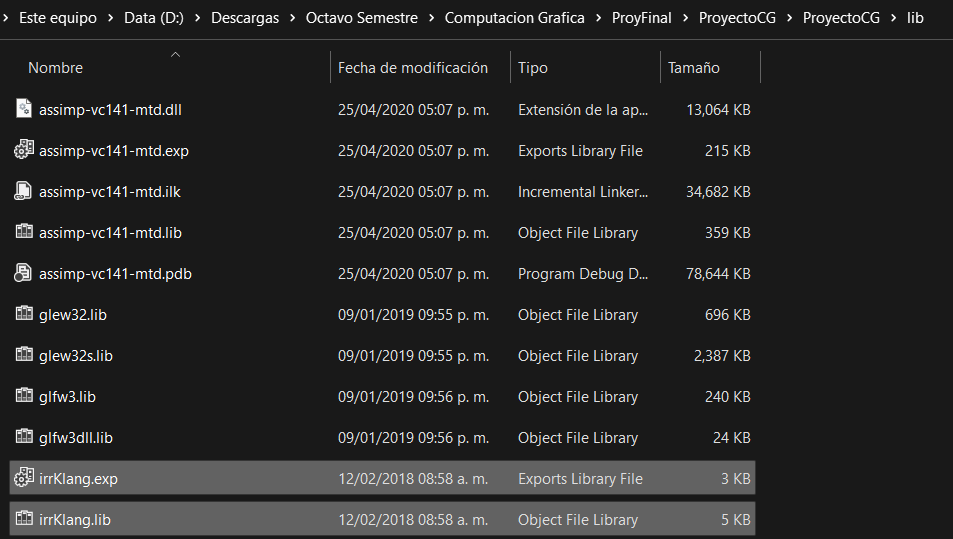 Este equipo > Data (D:) > Descargas > Octavo Semestre > Computacion Grafica > ProyFinal > ProyectoCG > ProyectoCG > lib
Nombre Fecha de modificación Tipo Tamaño
assimp-vc141-mtd.dll 25/04/2020 05:07 p. m. Extensión de la ap... 13,064 KB
assimp-vc141-mtd.exp 25/04/2020 05:07 p. m. Exports Library File 215 KB
assimp-vc141-mtd.ilk 25/04/2020 05:07 p. m. Incremental Linker... 34,682 KB
assimp-vc141-mtd.lib 25/04/2020 05:07 p. m. Object File Library 359 KB
assimp-vc141-mtd.pdb 25/04/2020 05:07 p. m. Program Debug D... 78,644 KB
glew32.lib 09/01/2019 09:55 p. m. Object File Library 696 KB
glew32s.lib 09/01/2019 09:55 p. m. Object File Library 2,387 KB
glfw3.lib 09/01/2019 09:56 p. m. Object File Library 240 KB
glfw3dll.lib 09/01/2019 09:56 p. m. Object File Library 24 KB
irrKlang.exp 12/02/2018 08:58 a. m. Exports Library File 3 KB
irrKlang.lib 12/02/2018 08:58 a. m. Object File Library 5 KB